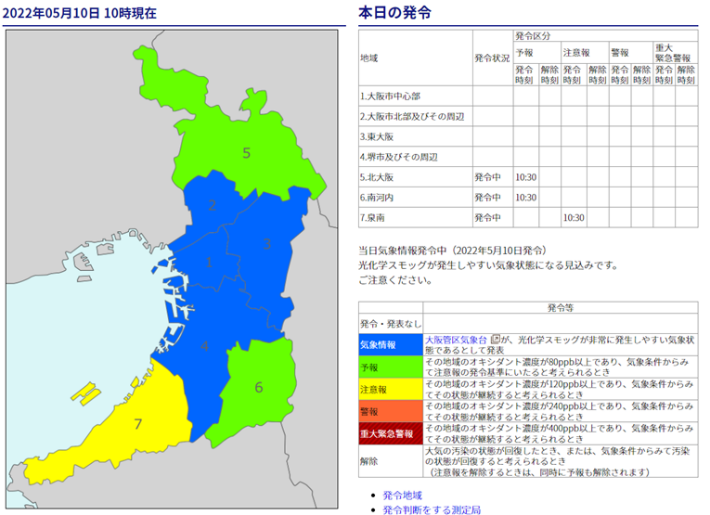 2022年05月10日 10時現在
5
2
3
1
4
6
7
本日の発令
地域
発令状況
発令区分
予報
注意報
警報
重大
緊急警報
発令
時刻
解除
時刻
発令
時刻
解除
時刻
発令
時刻
解除
時刻
発令
時刻
解除
時刻
1.大阪市中心部
2.大阪市北部及びその周辺
3.東大阪
4.堺市及びその周辺
5.北大阪 発令中 10:30
6.南河内 発令中 10:30
7.泉南 発令中 10:30
当日気象情報発令中（2022年5月10日発令）
光化学スモッグが発生しやすい気象状態になる見込みです。
ご注意ください。
発令等
発令・発表なし
気象情報
大阪管区気象台 が、光化学スモッグが非常に発生しやすい気象状
態であるとして発表
予報
その地域のオキシダント濃度が80ppb以上であり、気象条件からみ
て注意報の発令基準にいたると考えられるとき
注意報
その地域のオキシダント濃度が120ppb以上であり、気象条件からみ
てその状態が継続すると考えられるとき
警報
その地域のオキシダント濃度が240ppb以上であり、気象条件からみ
てその状態が継続すると考えられるとき
重大緊急警報
その地域のオキシダント濃度が400ppb以上であり、気象条件からみ
てその状態が継続すると考えられるとき
解除
大気の汚染の状態が回復したとき、または、気象条件からみて汚染
の状態が回復すると考えられるとき
（注意報を解除するときは、同時に予報も解除されます）
発令地域
発令判断をする測定局